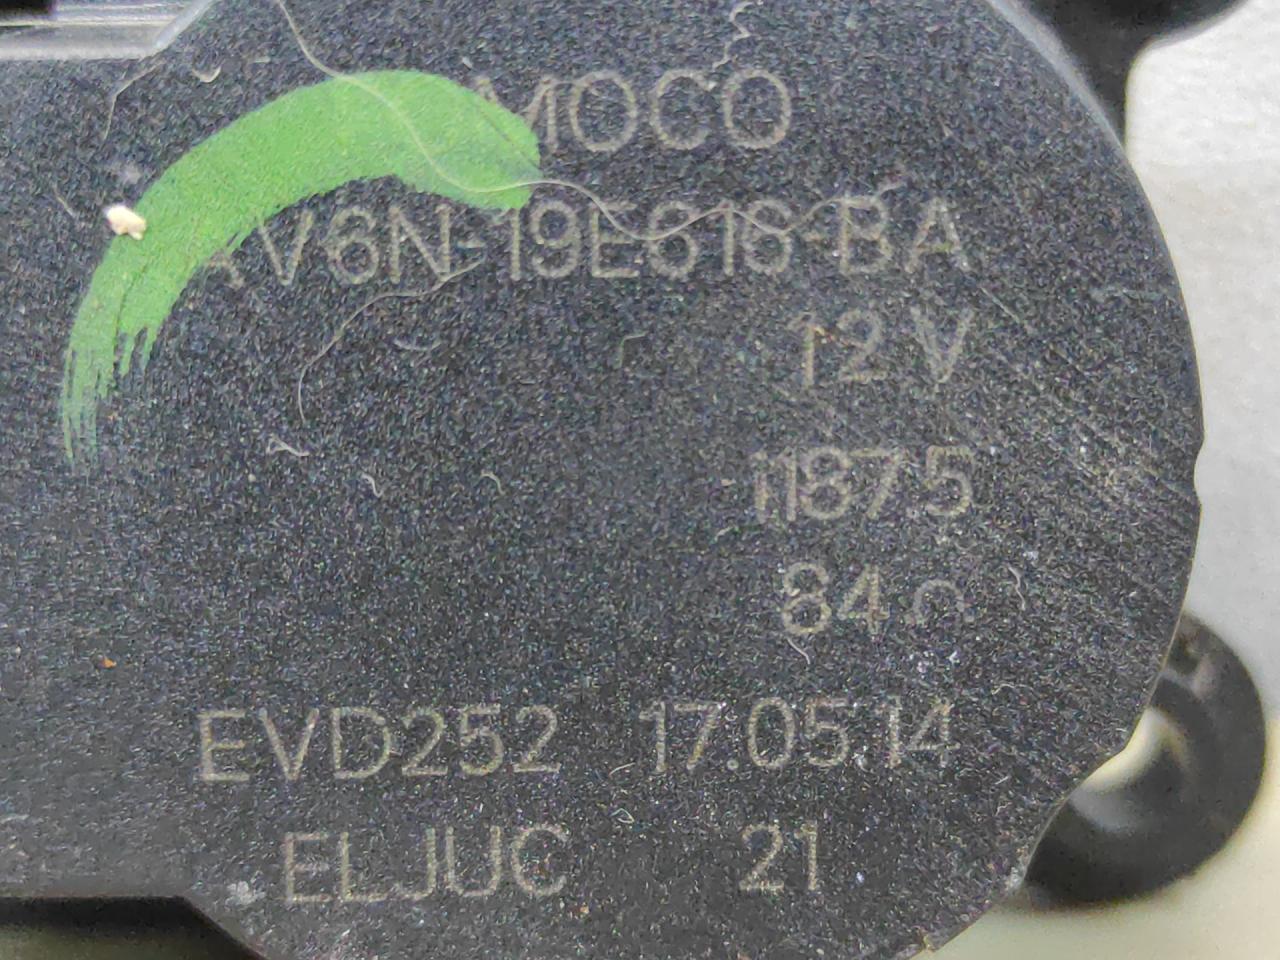 MOCO
AV6N-19E616-BA
12 V
1187.5
84 Ω
EVD252 17.05.14
ELJUC 21